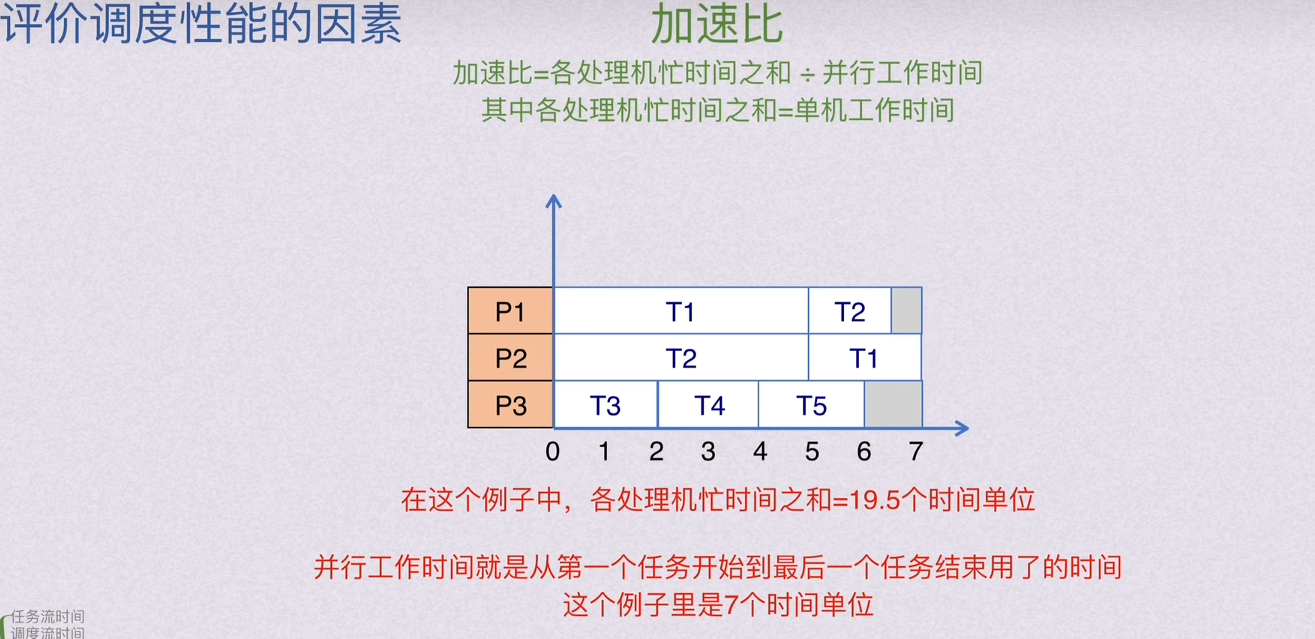 评价调度性能的因素
加速比
加速比=各处理机忙时间之和 ÷ 并行工作时间
其中各处理机忙时间之和=单机工作时间
P1 T1 T2
P2 T2 T1
P3 T3 T4 T5
0 1 2 3 4 5 6 7
在这个例子中，各处理机忙时间之和=19.5个时间单位
并行工作时间就是从第一个任务开始到最后一个任务结束用了的时间
这个例子里是7个时间单位
任务流时间
调度流时间